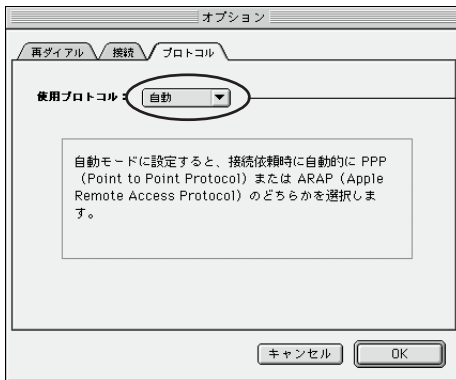 オプション
再ダイアル 接続 プロトコル
使用プロトコル： 自動
自動モードに設定すると、接続依頼時に自動的に PPP
（Point to Point Protocol）または ARAP（Apple
Remote Access Protocol）のどちらかを選択しま
す。
キャンセル OK